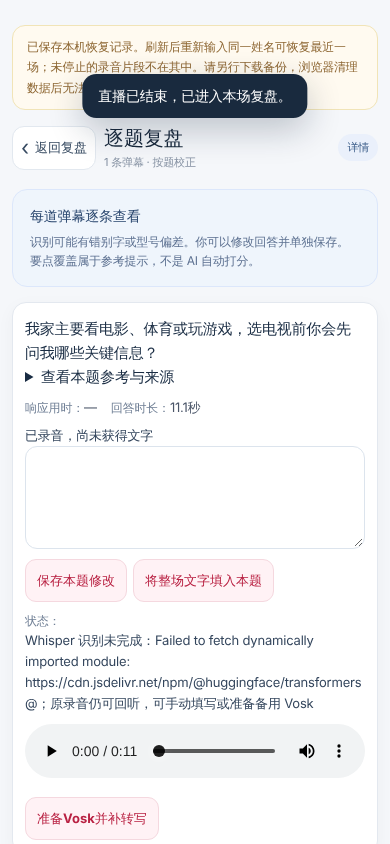 已保存本机恢复记录。刷新后重新输入同一姓名可恢复最近一
场；未停止的录音片段不在其中。请另行下载备份，浏览器清理
数据后无法
直播已结束，已进入本场复盘。
‹ 返回复盘
逐题复盘
1 条弹幕 · 按题校正
详情
每道弹幕逐条查看
识别可能有错别字或型号偏差。你可以修改回答并单独保存。
要点覆盖属于参考提示，不是 AI 自动打分。
我家主要看电影、体育或玩游戏，选电视前你会先
问我哪些关键信息？
▶ 查看本题参考与来源
响应用时：— 回答时长：11.1秒
已录音，尚未获得文字
保存本题修改
将整场文字填入本题
状态：
Whisper 识别未完成：Failed to fetch dynamically
imported module:
https://cdn.jsdelivr.net/npm/@huggingface/transformers
@；原录音仍可回听，可手动填写或准备备用 Vosk
0:00 / 0:11
准备Vosk并补转写